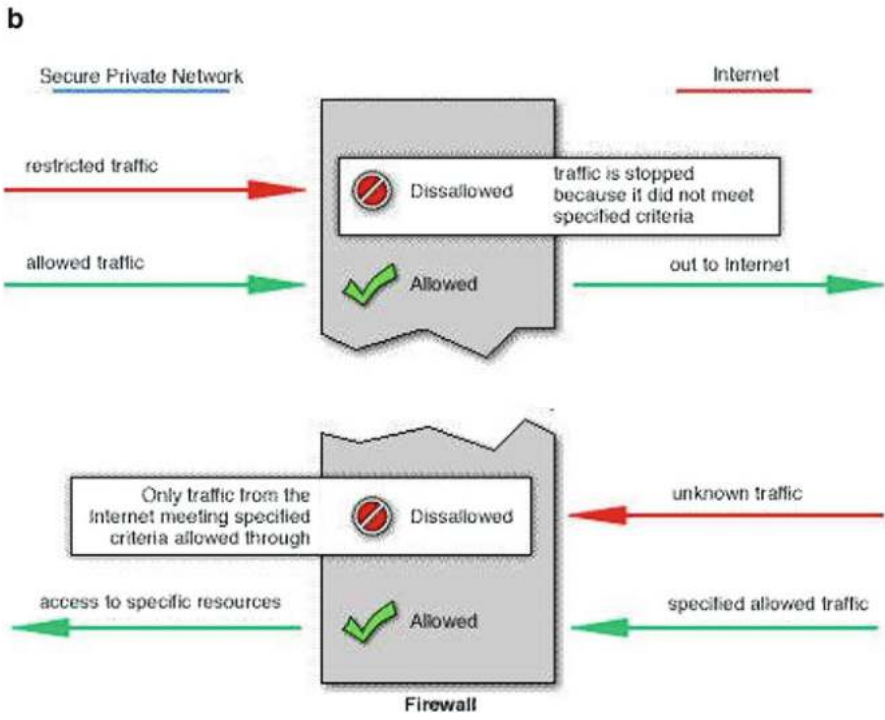 b
Secure Private Network
Internet
restricted traffic
Dissallowed
traffic is stopped
because it did not meet
specified criteria
allowed traffic
Allowed
out to Internet
Only traffic from the
Internet meeting specified
criteria allowed through
Dissallowed
unknown traffic
access to specific resources
Allowed
specified allowed traffic
Firewall